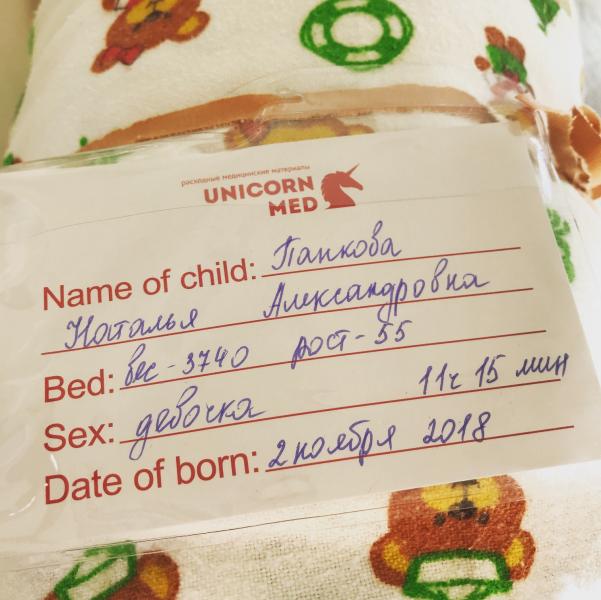 расходные медицинские материалы
UNICORN
MED
Name of child: Панкова
Наталья Александровна
Bed: вес - 3740 рост - 55
Sex: девочка 11ч 15 мин
Date of born: 2 ноября 2018